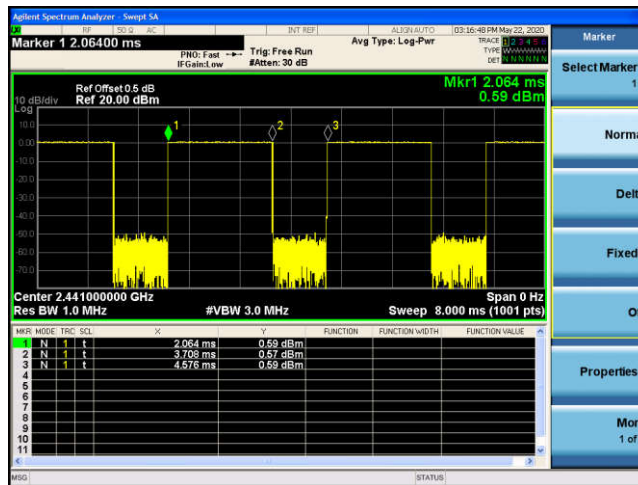 Agilent Spectrum Analyzer - Swept SA
RF 50 Ω AC INT REF ALIGN AUTO 03:16:48 PM May 22, 2020
Marker 1 2.06400 ms
PNO: Fast
IFGain:Low
Trig: Free Run
#Atten: 30 dB
Avg Type: Log-Pwr
TRACE 1 2 3 4 5 6
TYPE
DET N N N N N N
Mkr1 2.064 ms
0.59 dBm
Ref Offset 0.5 dB
Ref 20.00 dBm
10 dB/div
Log
10.0
0.00
-10.0
-20.0
-30.0
-40.0
-50.0
-60.0
-70.0
1
2
3
Center 2.441000000 GHz
Span 0 Hz
Res BW 1.0 MHz
#VBW 3.0 MHz
Sweep 8.000 ms (1001 pts)
MKR MODE TRC SCL X Y FUNCTION FUNCTION WIDTH FUNCTION VALUE
1 N 1 t 2.064 ms 0.59 dBm
2 N 1 t 3.708 ms 0.57 dBm
3 N 1 t 4.576 ms 0.59 dBm
4
5
6
7
8
9
10
11
MSG
STATUS
Marker
Select Marker
1
Norma
Delt
Fixed
O
Properties
Mor
1 of